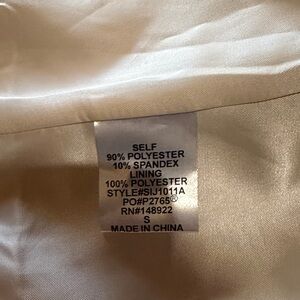 SELF
90% POLYESTER
10% SPANDEX
LINING
100% POLYESTER
STYLE#SIJ1011A
PO#P2765®
RN#148922
S
MADE IN CHINA